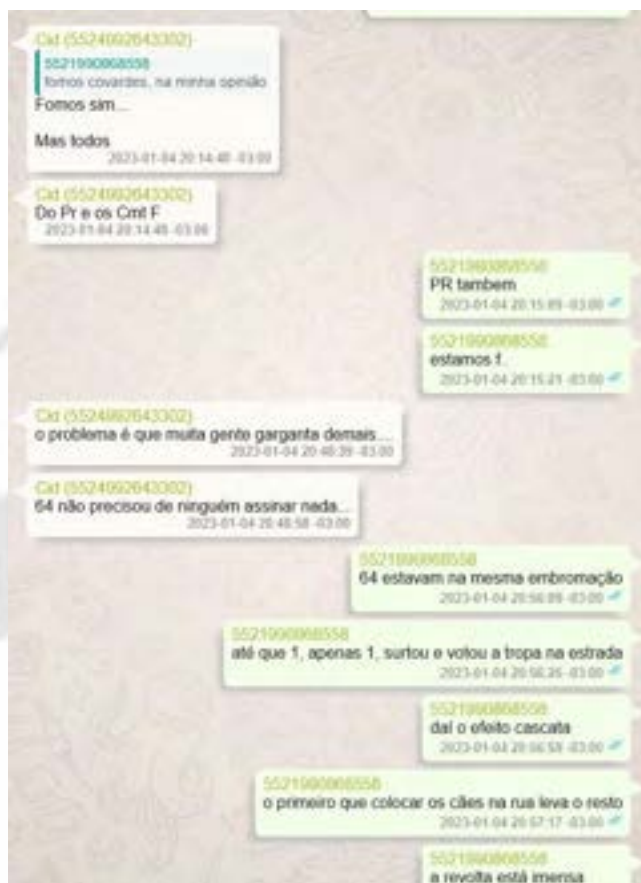 Cid (5524992643302)
5521990868558
fomos covardes, na minha opinião
Fomos sim...
Mas todos
2023-01-04 20:14:40 -03:00
Cid (5524992643302)
Do Pr e os Cmt F
2023-01-04 20:14:48 -03:00
5521990868558
PR tambem
2023-01-04 20:15:09 -03:00
5521990868558
estamos f.
2023-01-04 20:15:21 -03:00
Cid (5524992643302)
o problema é que muita gente garganta demais....
2023-01-04 20:48:39 -03:00
Cid (5524992643302)
64 não precisou de ninguém assinar nada...
2023-01-04 20:48:58 -03:00
5521990868558
64 estavam na mesma embromação
2023-01-04 20:56:09 -03:00
5521990868558
até que 1, apenas 1, surtou e votou a tropa na estrada
2023-01-04 20:56:26 -03:00
5521990868558
daí o efeito cascata
2023-01-04 20:56:59 -03:00
5521990868558
o primeiro que colocar os cães na rua leva o resto
2023-01-04 20:57:17 -03:00
5521990868558
a revolta está imensa